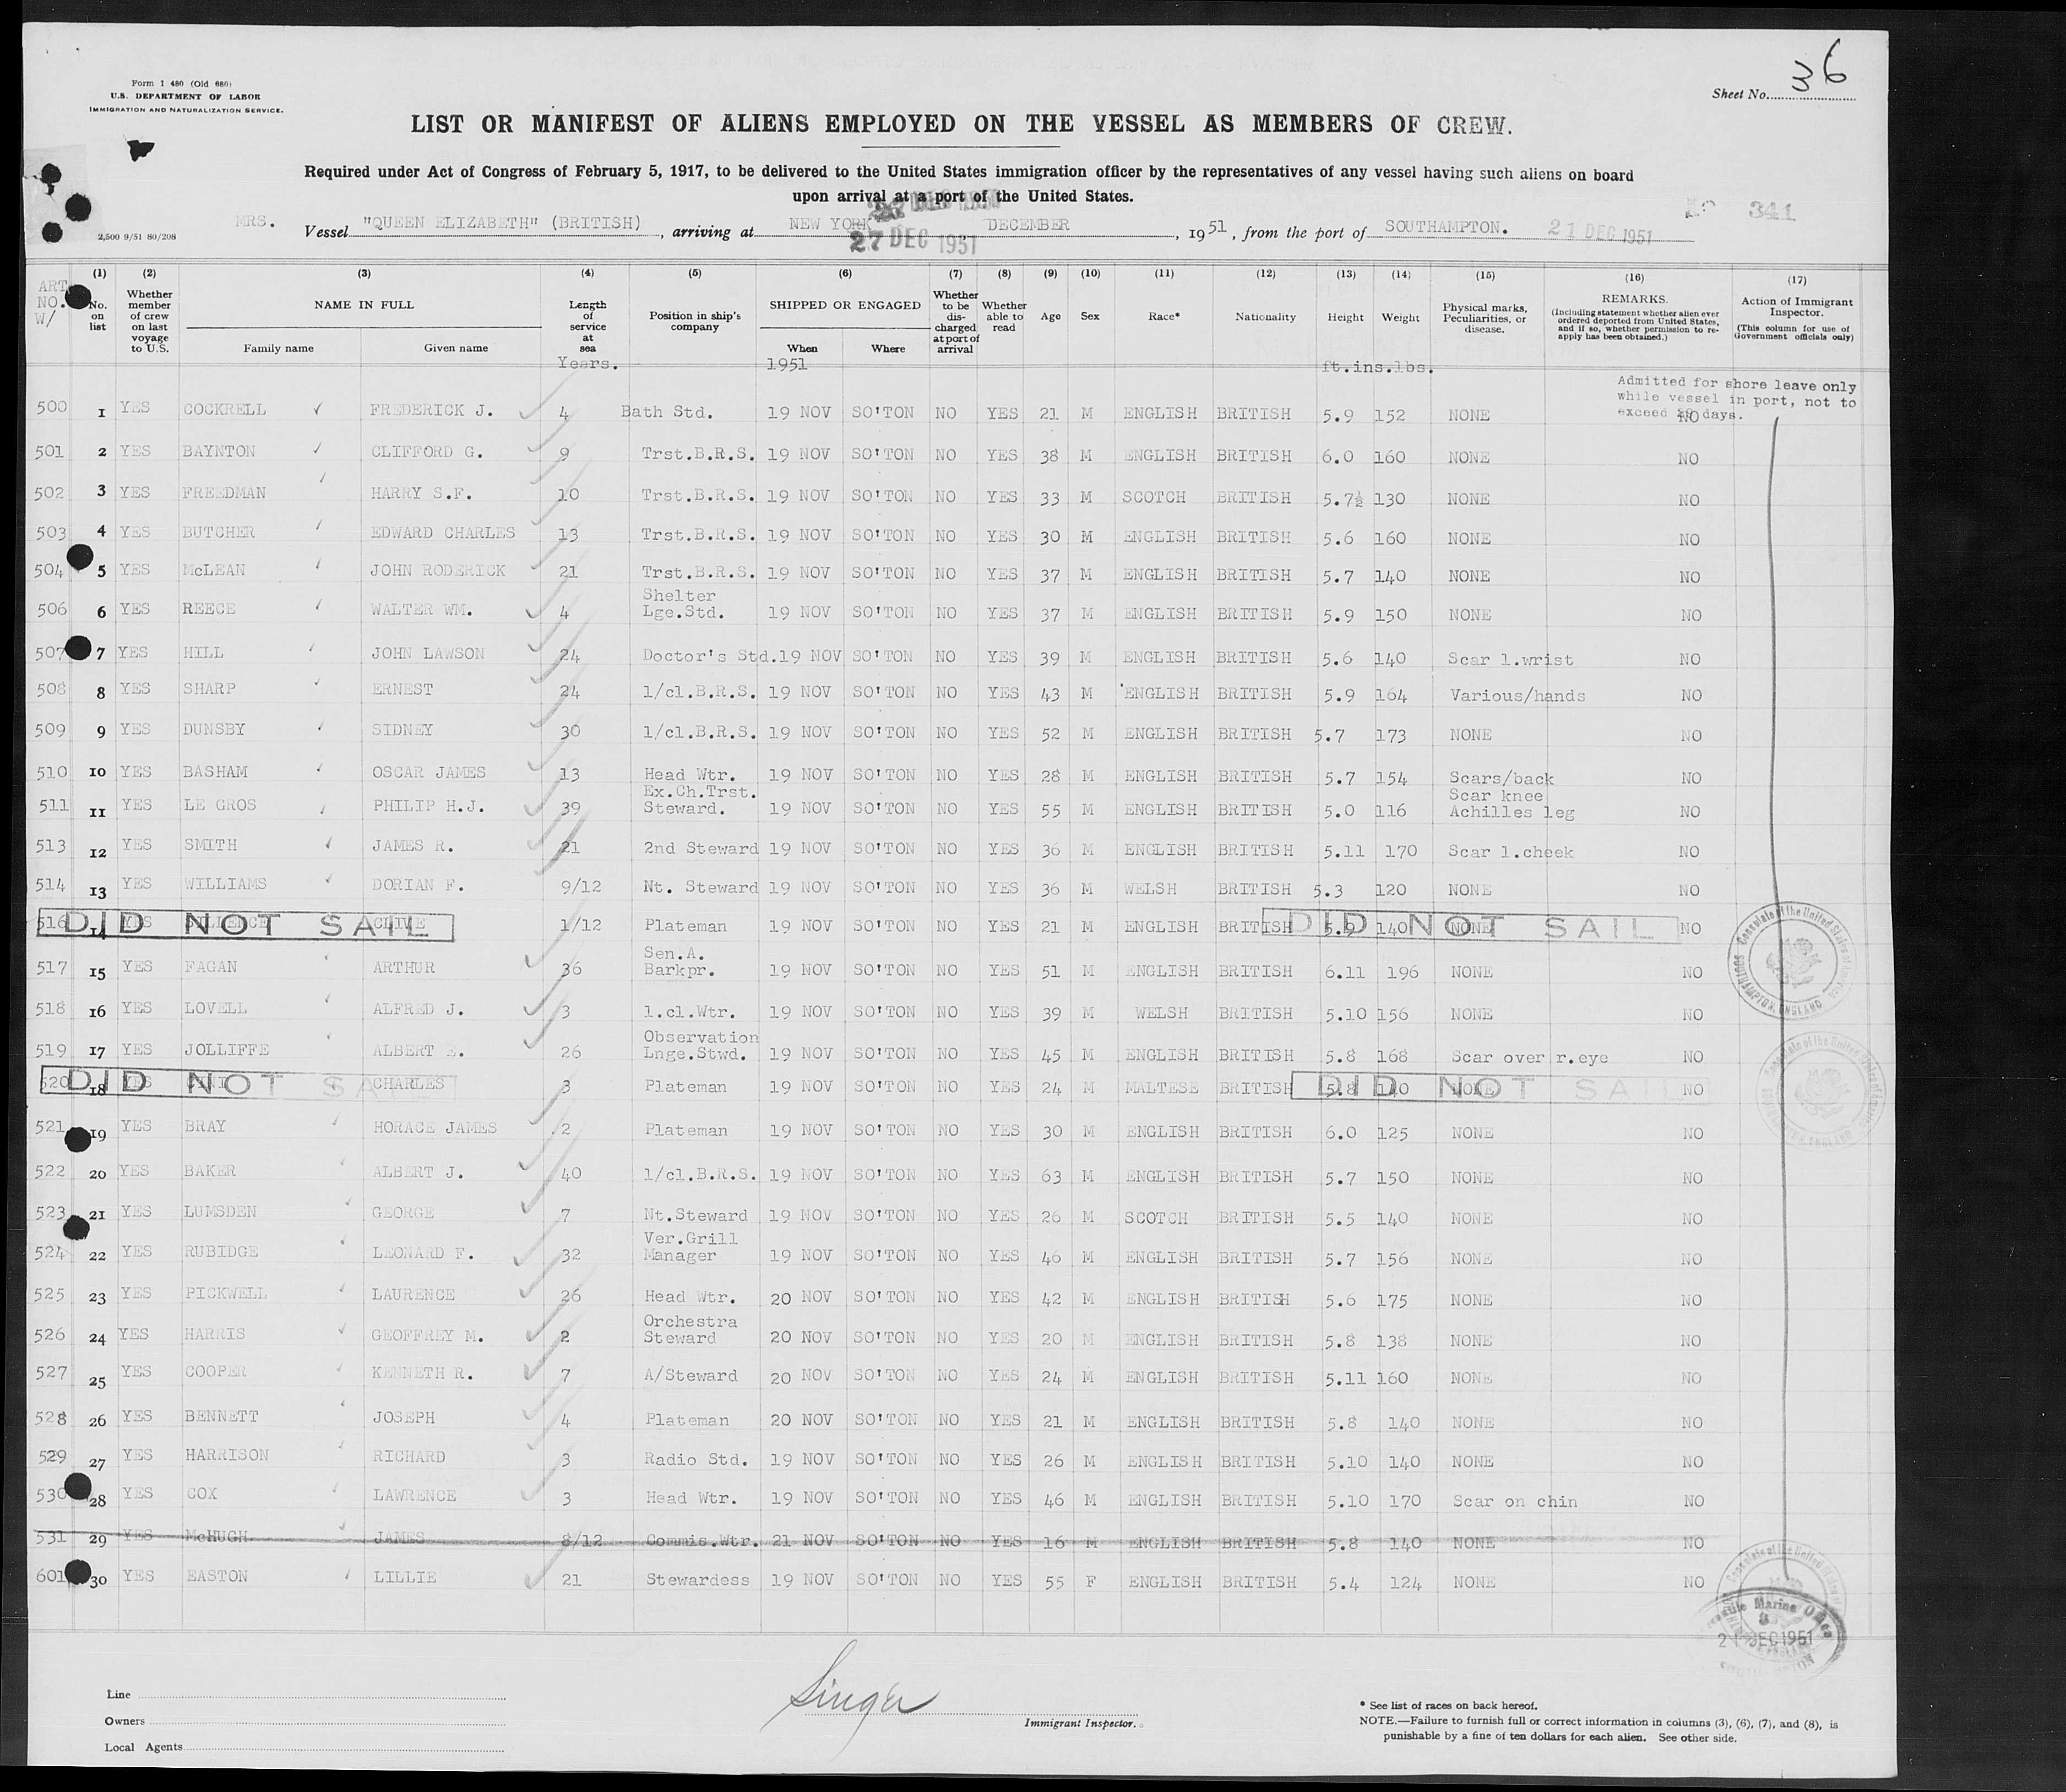 36
Form I 480 (Old 680)
U.S. DEPARTMENT OF LABOR
IMMIGRATION AND NATURALIZATION SERVICE.
Sheet No.
LIST OR MANIFEST OF ALIENS EMPLOYED ON THE VESSEL AS MEMBERS OF CREW.
Required under Act of Congress of February 5, 1917, to be delivered to the United States immigration officer by the representatives of any vessel having such aliens on board
upon arrival at a port of the United States.
341
MRS. Vessel "QUEEN ELIZABETH" (BRITISH), arriving at NEW YORK DECEMBER, 1951, from the port of SOUTHAMPTON. 21 DEC 1951
2,500 9/51 80/208
27 DEC 1951
(1) (2) (3) (4) (5) (6) (7) (8) (9) (10) (11) (12) (13) (14) (15) (16) (17)
ART NO. W/ No. on list Whether member of crew on last voyage to U.S. NAME IN FULL Family name Given name Length of service at sea Position in ship's company SHIPPED OR ENGAGED When Where Whether to be discharged at port of arrival Whether able to read Age Sex Race* Nationality Height Weight Physical marks, Peculiarities, or disease. REMARKS. (Including statement whether alien ever ordered deported from United States, and if so, whether permission to re-apply has been obtained.) Action of Immigrant Inspector. (This column for use of Government officials only)
Years. 1951 ft.ins.lbs.
Admitted for shore leave only
while vessel in port, not to
exceed days.
500 1 YES COCKRELL FREDERICK J. 4 Bath Std. 19 NOV SO'TON NO YES 21 M ENGLISH BRITISH 5.9 152 NONE NO
501 2 YES BAYNTON CLIFFORD G. 9 Trst.B.R.S. 19 NOV SO'TON NO YES 38 M ENGLISH BRITISH 6.0 160 NONE NO
502 3 YES FREEDMAN HARRY S.F. 10 Trst.B.R.S. 19 NOV SO'TON NO YES 33 M SCOTCH BRITISH 5.7½ 130 NONE NO
503 4 YES BUTCHER EDWARD CHARLES 13 Trst.B.R.S. 19 NOV SO'TON NO YES 30 M ENGLISH BRITISH 5.6 160 NONE NO
504 5 YES McLEAN JOHN RODERICK 21 Trst.B.R.S. 19 NOV SO'TON NO YES 37 M ENGLISH BRITISH 5.7 140 NONE NO
506 6 YES REECE WALTER WM. 4 Shelter Lge.Std. 19 NOV SO'TON NO YES 37 M ENGLISH BRITISH 5.9 150 NONE NO
507 7 YES HILL JOHN LAWSON 24 Doctor's Std. 19 NOV SO'TON NO YES 39 M ENGLISH BRITISH 5.6 140 Scar l.wrist NO
508 8 YES SHARP ERNEST 24 1/cl.B.R.S. 19 NOV SO'TON NO YES 43 M ENGLISH BRITISH 5.9 164 Various/hands NO
509 9 YES DUNSBY SIDNEY 30 1/cl.B.R.S. 19 NOV SO'TON NO YES 52 M ENGLISH BRITISH 5.7 173 NONE NO
510 10 YES BASHAM OSCAR JAMES 13 Head Wtr. 19 NOV SO'TON NO YES 28 M ENGLISH BRITISH 5.7 154 Scars/back NO
511 11 YES LE GROS PHILIP H.J. 39 Ex.Ch.Trst. Steward. 19 NOV SO'TON NO YES 55 M ENGLISH BRITISH 5.0 116 Scar knee Achilles leg NO
513 12 YES SMITH JAMES R. 21 2nd Steward 19 NOV SO'TON NO YES 36 M ENGLISH BRITISH 5.11 170 Scar l.cheek NO
514 13 YES WILLIAMS DORIAN F. 9/12 Nt. Steward 19 NOV SO'TON NO YES 36 M WELSH BRITISH 5.3 120 NONE NO
516 14 YES CLIVE 1/12 Plateman 19 NOV SO'TON NO YES 21 M ENGLISH BRITISH 5.9 140 NONE NO
DID NOT SAIL DID NOT SAIL
517 15 YES FAGAN ARTHUR 36 Sen.A. Barkpr. 19 NOV SO'TON NO YES 51 M ENGLISH BRITISH 6.11 196 NONE NO
518 16 YES LOVELL ALFRED J. 3 1.cl.Wtr. 19 NOV SO'TON NO YES 39 M WELSH BRITISH 5.10 156 NONE NO
519 17 YES JOLLIFFE ALBERT E. 26 Observation Lnge.Stwd. 19 NOV SO'TON NO YES 45 M ENGLISH BRITISH 5.8 168 Scar over r.eye NO
520 18 YES CHARLES 3 Plateman 19 NOV SO'TON NO YES 24 M MALTESE BRITISH 5.8 140 NONE NO
DID NOT SAIL DID NOT SAIL
521 19 YES BRAY HORACE JAMES 2 Plateman 19 NOV SO'TON NO YES 30 M ENGLISH BRITISH 6.0 125 NONE NO
522 20 YES BAKER ALBERT J. 40 1/cl.B.R.S. 19 NOV SO'TON NO YES 63 M ENGLISH BRITISH 5.7 150 NONE NO
523 21 YES LUMSDEN GEORGE 7 Nt.Steward 19 NOV SO'TON NO YES 26 M SCOTCH BRITISH 5.5 140 NONE NO
524 22 YES RUBIDGE LEONARD F. 32 Ver.Grill Manager 19 NOV SO'TON NO YES 46 M ENGLISH BRITISH 5.7 156 NONE NO
525 23 YES PICKWELL LAURENCE 26 Head Wtr. 20 NOV SO'TON NO YES 42 M ENGLISH BRITISH 5.6 175 NONE NO
526 24 YES HARRIS GEOFFREY M. 2 Orchestra Steward 20 NOV SO'TON NO YES 20 M ENGLISH BRITISH 5.8 138 NONE NO
527 25 YES COOPER KENNETH R. 7 A/Steward 20 NOV SO'TON NO YES 24 M ENGLISH BRITISH 5.11 160 NONE NO
528 26 YES BENNETT JOSEPH 4 Plateman 20 NOV SO'TON NO YES 21 M ENGLISH BRITISH 5.8 140 NONE NO
529 27 YES HARRISON RICHARD 3 Radio Std. 19 NOV SO'TON NO YES 26 M ENGLISH BRITISH 5.10 140 NONE NO
530 28 YES COX LAWRENCE 3 Head Wtr. 19 NOV SO'TON NO YES 46 M ENGLISH BRITISH 5.10 170 Scar on chin NO
531 29 YES McHUGH JAMES 8/12 Commis.Wtr. 21 NOV SO'TON NO YES 16 M ENGLISH BRITISH 5.8 140 NONE NO
601 30 YES EASTON LILLIE 21 Stewardess 19 NOV SO'TON NO YES 55 F ENGLISH BRITISH 5.4 124 NONE NO
21 DEC 1951
Line
Owners
Local Agents
Singer
Immigrant Inspector.
* See list of races on back hereof.
NOTE.—Failure to furnish full or correct information in columns (3), (6), (7), and (8), is
punishable by a fine of ten dollars for each alien. See other side.